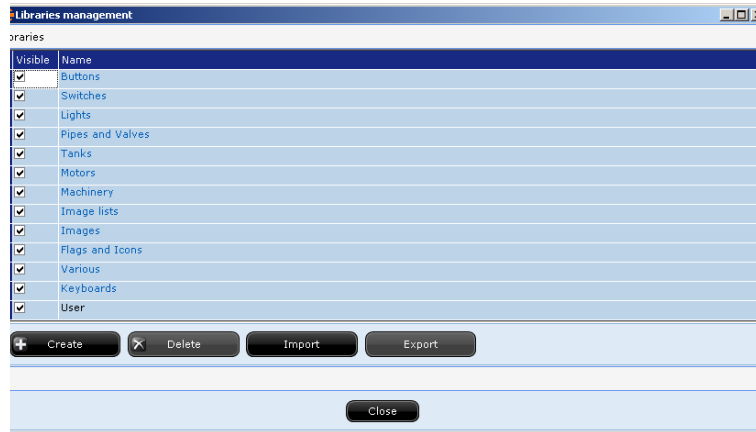 Libraries management
braries
Visible Name
Buttons
Switches
Lights
Pipes and Valves
Tanks
Motors
Machinery
Image lists
Images
Flags and Icons
Various
Keyboards
User
Create Delete Import Export
Close